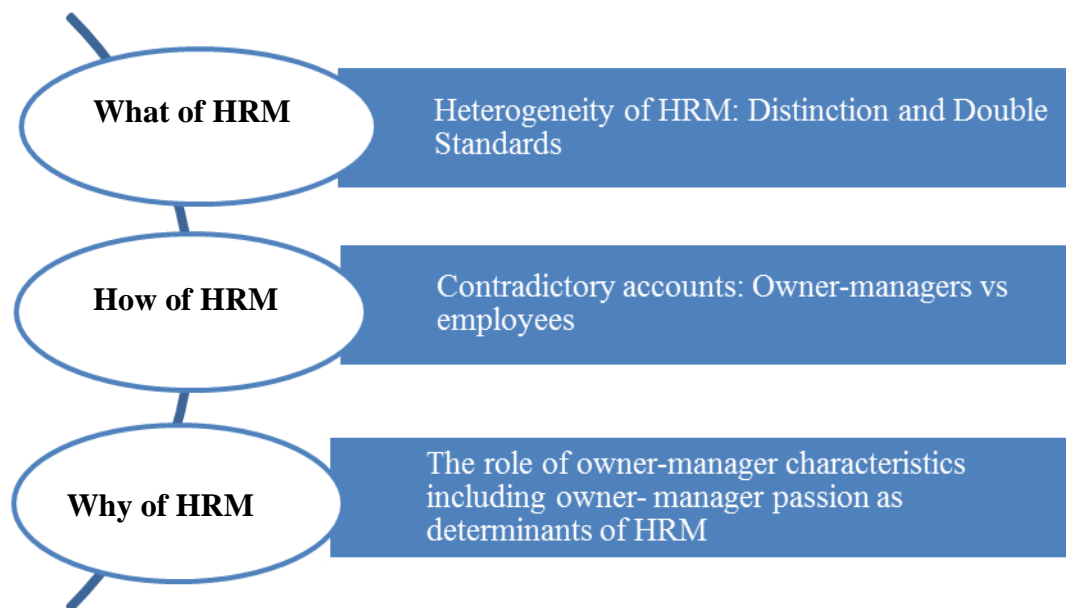 What of HRM
Heterogeneity of HRM: Distinction and Double
Standards
How of HRM
Contradictory accounts: Owner-managers vs
employees
Why of HRM
The role of owner-manager characteristics
including owner- manager passion as
determinants of HRM